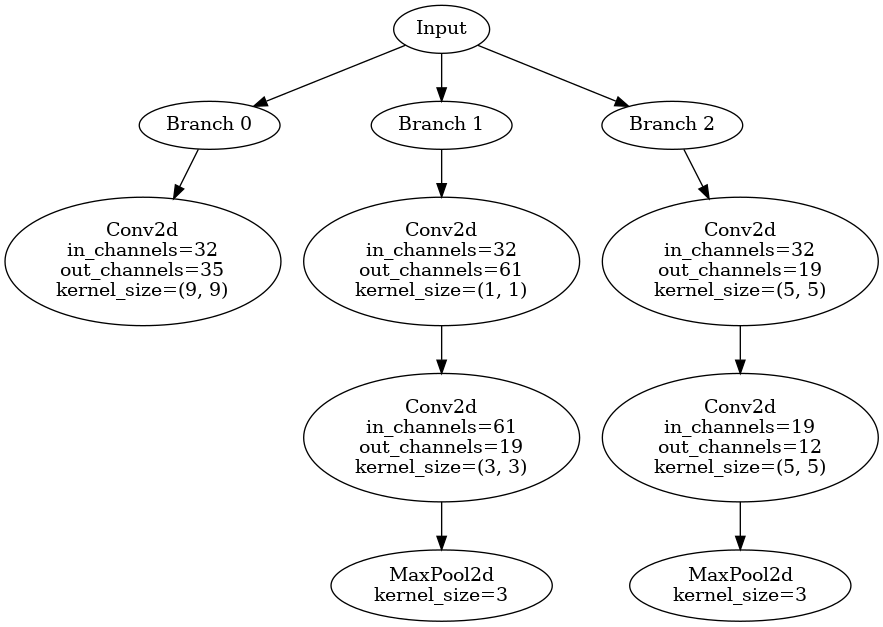 Input
Branch 0
Branch 1
Branch 2
Conv2d
in_channels=32
out_channels=35
kernel_size=(9, 9)
Conv2d
in_channels=32
out_channels=61
kernel_size=(1, 1)
Conv2d
in_channels=32
out_channels=19
kernel_size=(5, 5)
Conv2d
in_channels=61
out_channels=19
kernel_size=(3, 3)
Conv2d
in_channels=19
out_channels=12
kernel_size=(5, 5)
MaxPool2d
kernel_size=3
MaxPool2d
kernel_size=3